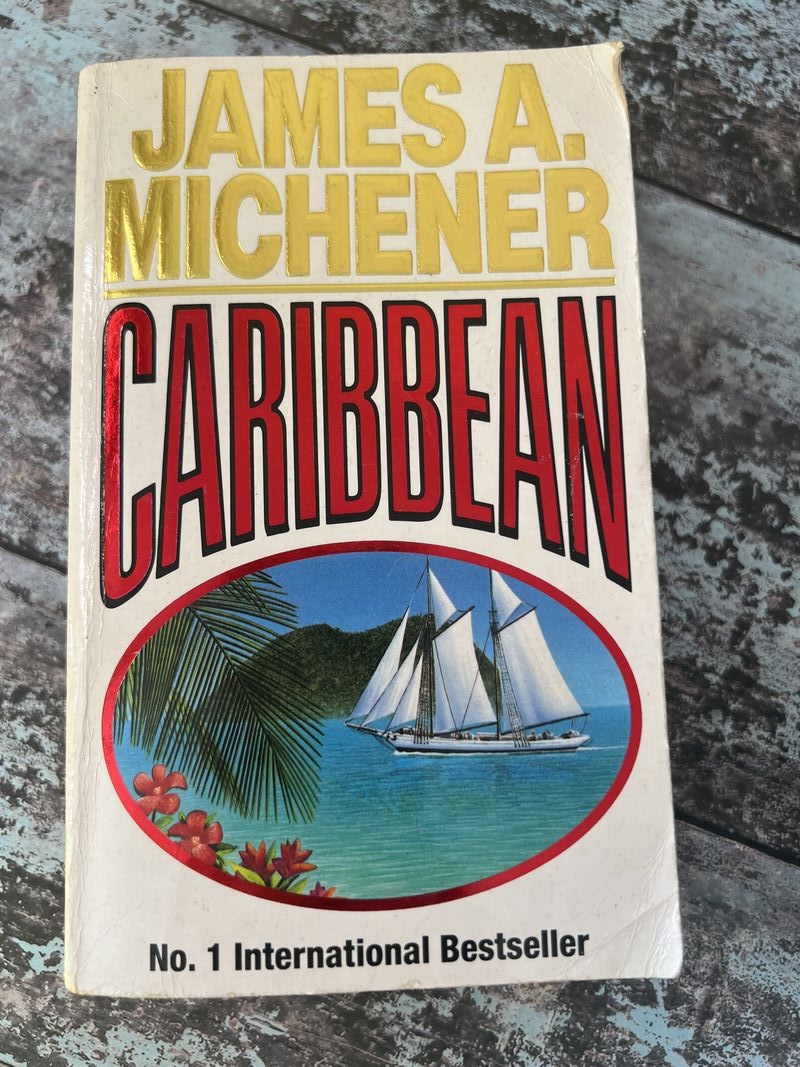 JAMES A.
MICHENER
CARIBBEAN
No. 1 International Bestseller